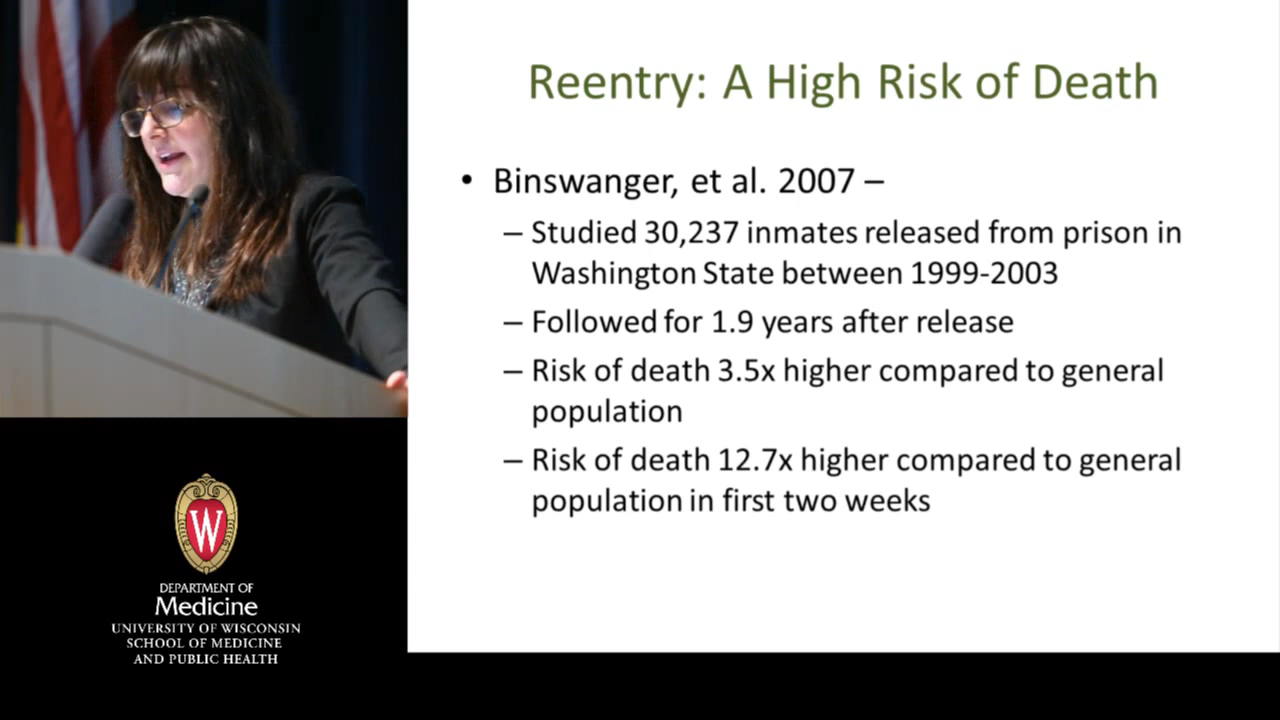 Reentry: A High Risk of Death
• Binswanger, et al. 2007 –
– Studied 30,237 inmates released from prison in
Washington State between 1999-2003
– Followed for 1.9 years after release
– Risk of death 3.5x higher compared to general
population
– Risk of death 12.7x higher compared to general
population in first two weeks
W
DEPARTMENT OF
Medicine
UNIVERSITY OF WISCONSIN
SCHOOL OF MEDICINE
AND PUBLIC HEALTH